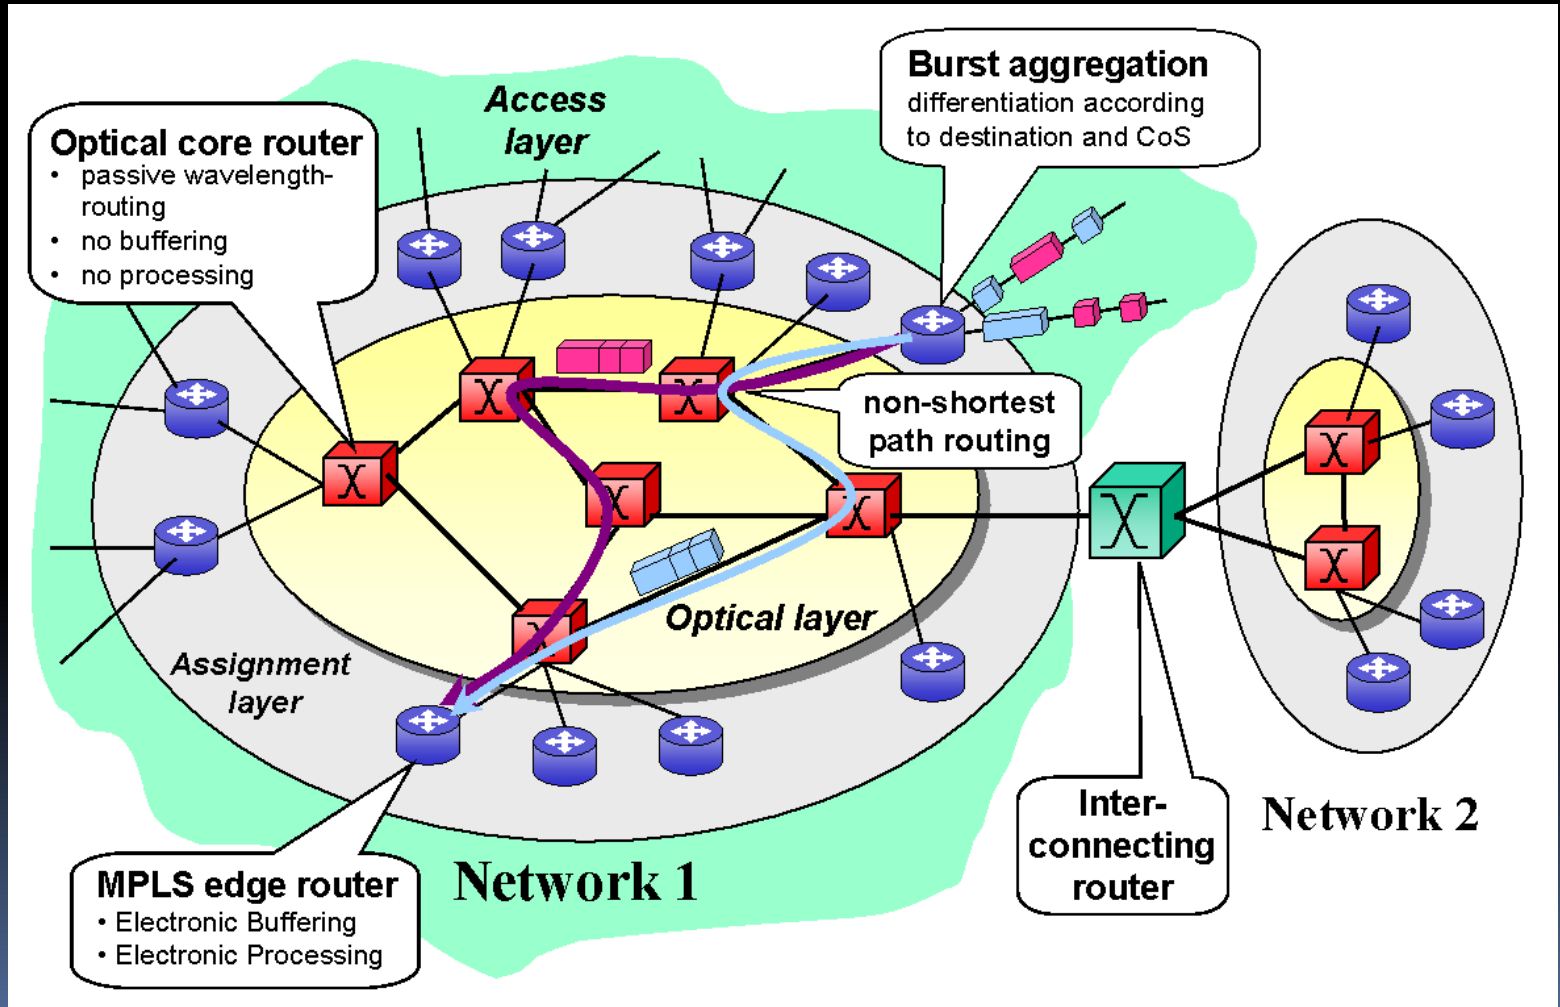 Burst aggregation
differentiation according
to destination and CoS
Access
layer
Optical core router
• passive wavelength-
routing
• no buffering
• no processing
non-shortest
path routing
Optical layer
Assignment
layer
Inter-
connecting
router
Network 2
Network 1
MPLS edge router
• Electronic Buffering
• Electronic Processing